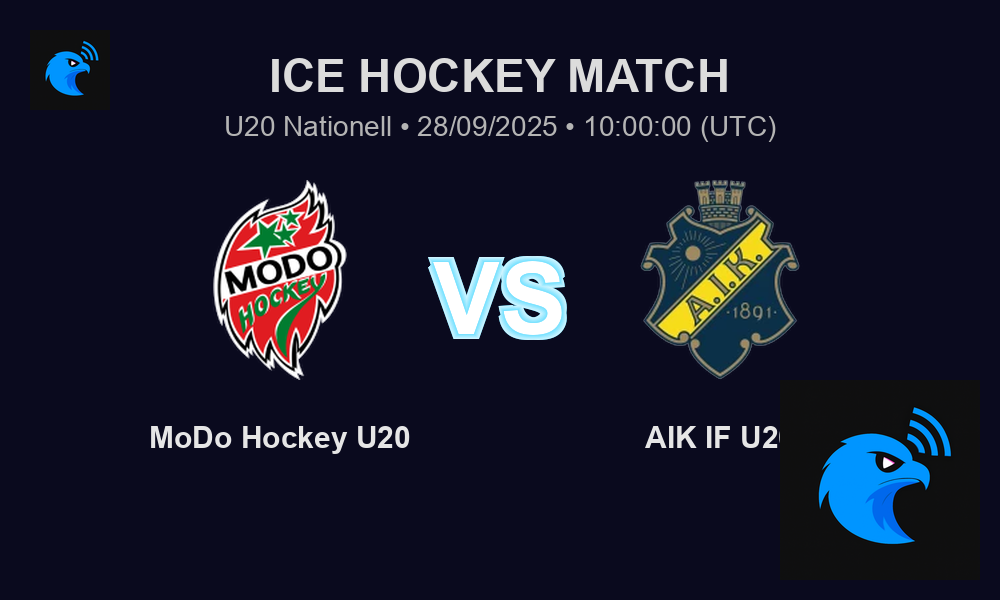 ICE HOCKEY MATCH
U20 Nationell • 28/09/2025 • 10:00:00 (UTC)
MODO
HOCKEY
VS
A.I.K.
·1891·
MoDo Hockey U20
AIK IF